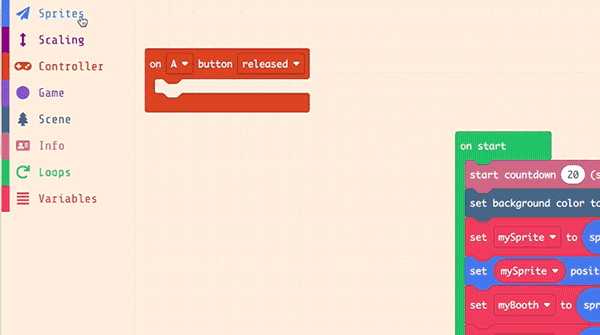 Sprites
Scaling
Controller
Game
Scene
Info
Loops
Variables
on A button released
on start
start countdown 20 (s
set background color to
set mySprite to sp
set mySprite posit
set myBooth to spr